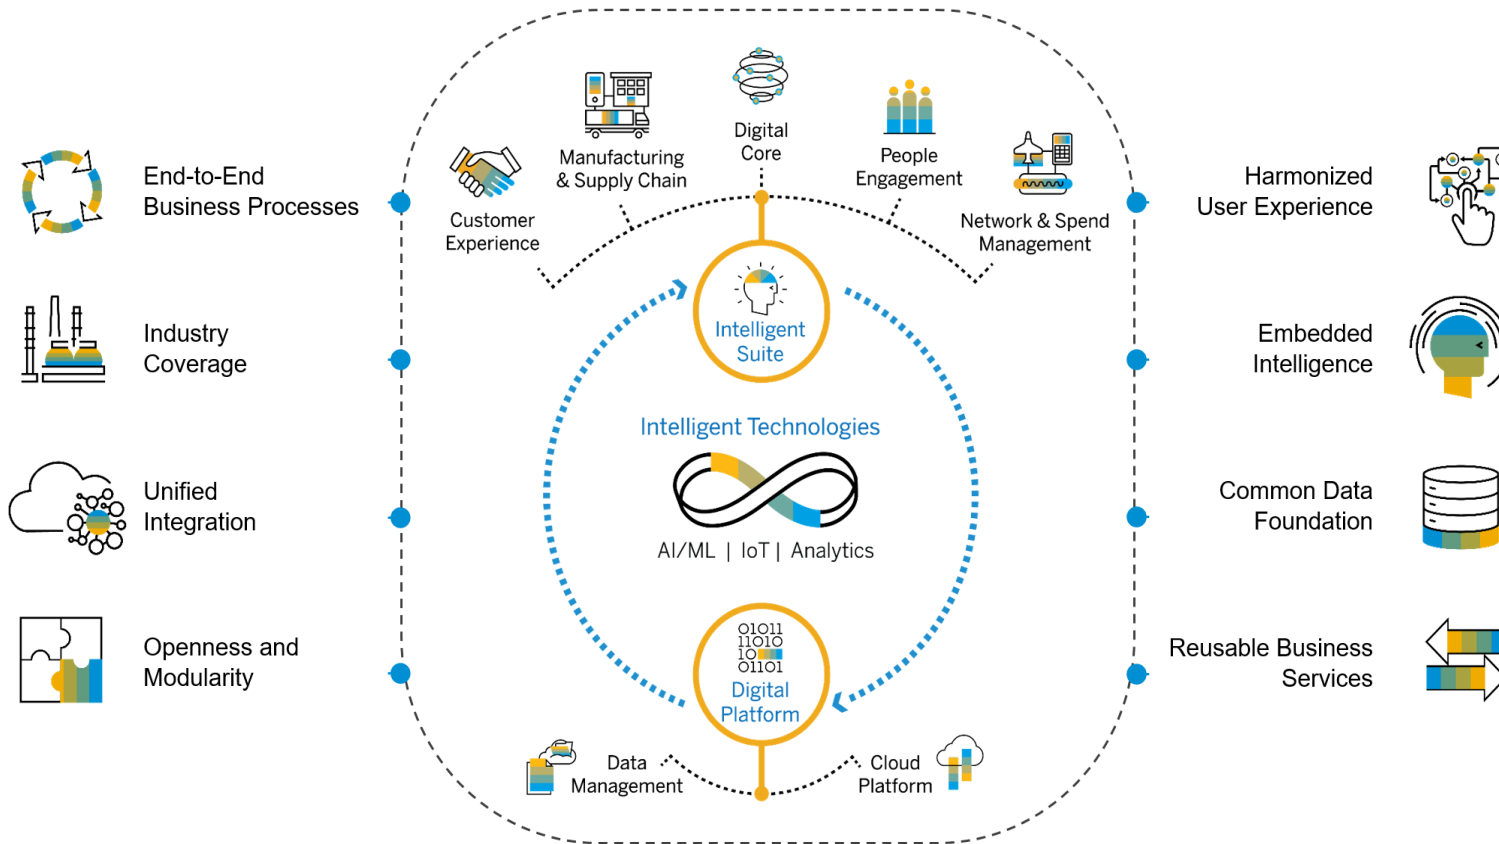 End-to-End
Business Processes
Industry
Coverage
Unified
Integration
Openness and
Modularity
Customer
Experience
Manufacturing
& Supply Chain
Digital
Core
People
Engagement
Network & Spend
Management
Intelligent
Suite
Intelligent Technologies
AI/ML | IoT | Analytics
01011
11010
10
01101
Digital
Platform
Data
Management
Cloud
Platform
Harmonized
User Experience
Embedded
Intelligence
Common Data
Foundation
Reusable Business
Services